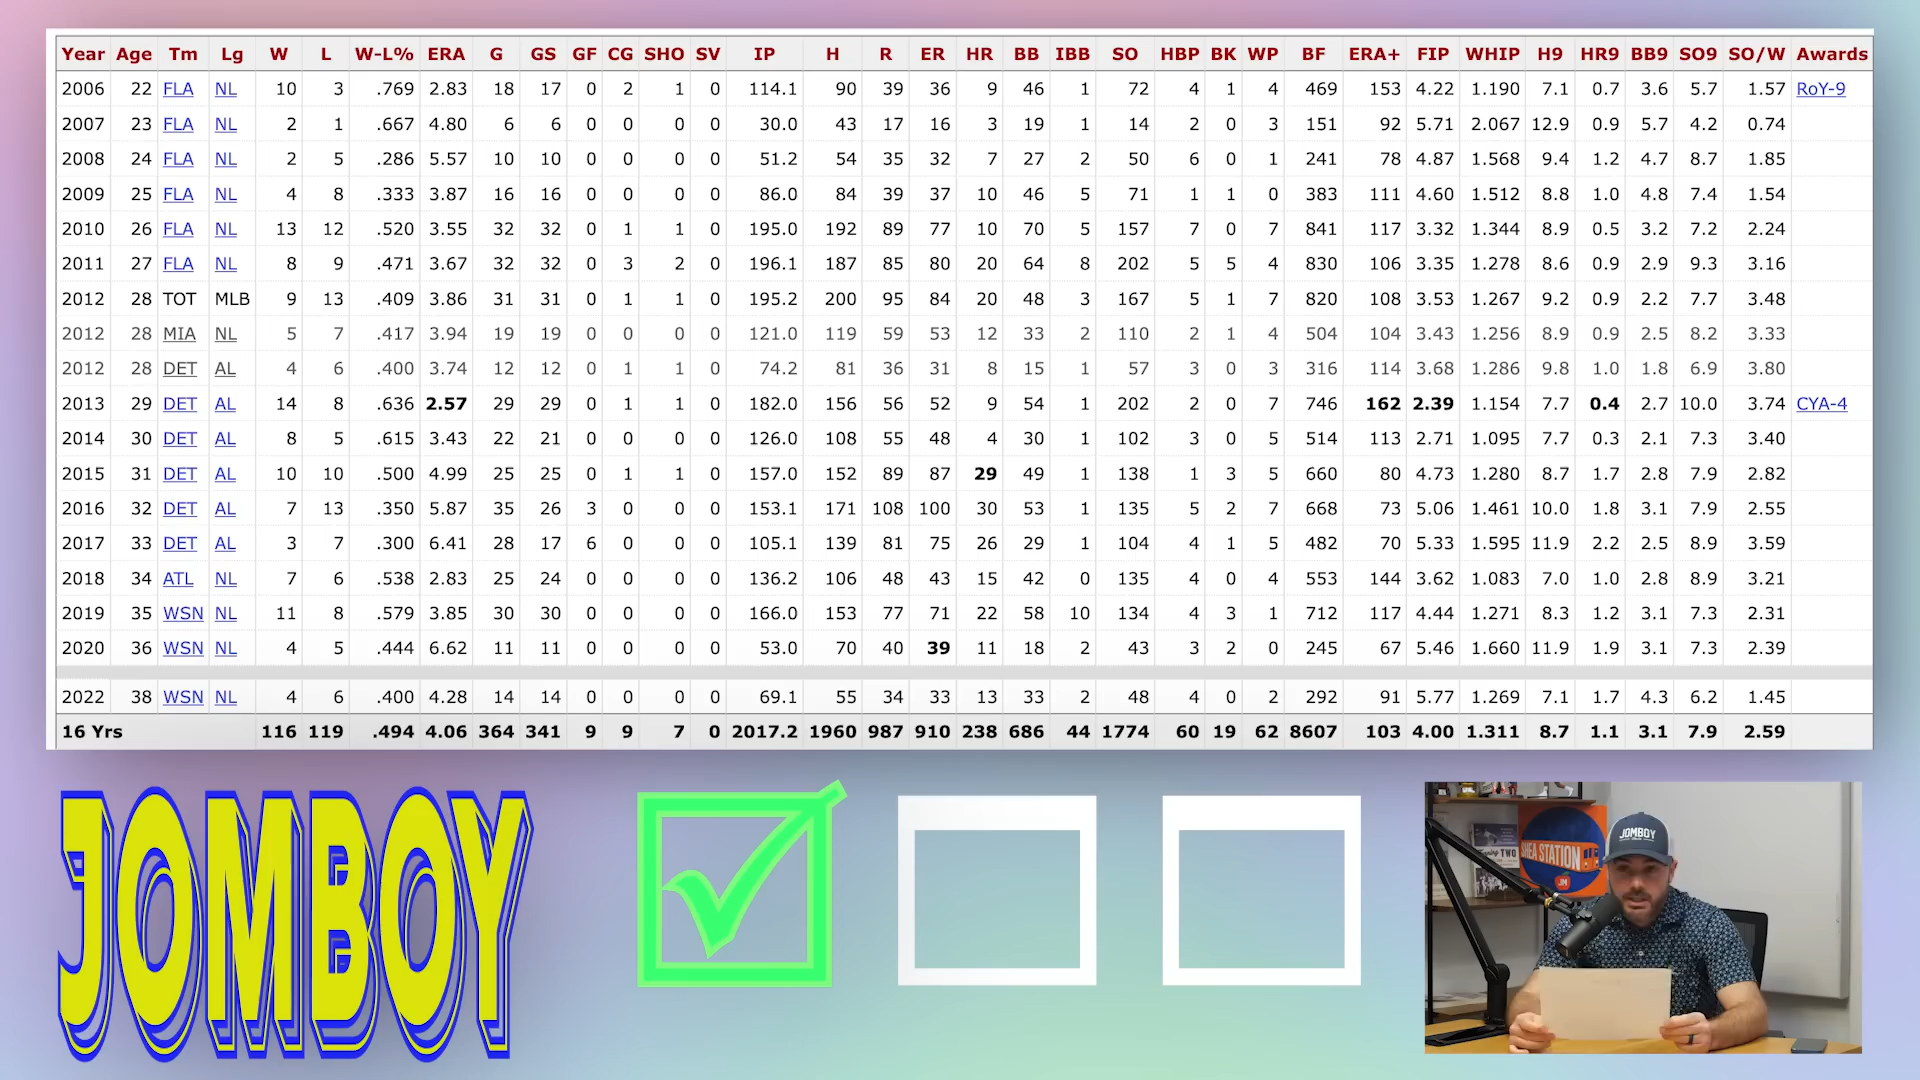 Year Age Tm Lg W L W-L% ERA G GS GF CG SHO SV IP H R ER HR BB IBB SO HBP BK WP BF ERA+ FIP WHIP H9 HR9 BB9 SO9 SO/W Awards
2006 22 FLA NL 10 3 .769 2.83 18 17 0 2 1 0 114.1 90 39 36 9 46 1 72 4 1 4 469 153 4.22 1.190 7.1 0.7 3.6 5.7 1.57 RoY-9
2007 23 FLA NL 2 1 .667 4.80 6 6 0 0 0 0 30.0 43 17 16 3 19 1 14 2 0 3 151 92 5.71 2.067 12.9 0.9 5.7 4.2 0.74
2008 24 FLA NL 2 5 .286 5.57 10 10 0 0 0 0 51.2 54 35 32 7 27 2 50 6 0 1 241 78 4.87 1.568 9.4 1.2 4.7 8.7 1.85
2009 25 FLA NL 4 8 .333 3.87 16 16 0 0 0 0 86.0 84 39 37 10 46 5 71 1 1 0 383 111 4.60 1.512 8.8 1.0 4.8 7.4 1.54
2010 26 FLA NL 13 12 .520 3.55 32 32 0 1 1 0 195.0 192 89 77 10 70 5 157 7 0 7 841 117 3.32 1.344 8.9 0.5 3.2 7.2 2.24
2011 27 FLA NL 8 9 .471 3.67 32 32 0 3 2 0 196.1 187 85 80 20 64 8 202 5 5 4 830 106 3.35 1.278 8.6 0.9 2.9 9.3 3.16
2012 28 TOT MLB 9 13 .409 3.86 31 31 0 1 1 0 195.2 200 95 84 20 48 3 167 5 1 7 820 108 3.53 1.267 9.2 0.9 2.2 7.7 3.48
2012 28 MIA NL 5 7 .417 3.94 19 19 0 0 0 0 121.0 119 59 53 12 33 2 110 2 1 4 504 104 3.43 1.256 8.9 0.9 2.5 8.2 3.33
2012 28 DET AL 4 6 .400 3.74 12 12 0 1 1 0 74.2 81 36 31 8 15 1 57 3 0 3 316 114 3.68 1.286 9.8 1.0 1.8 6.9 3.80
2013 29 DET AL 14 8 .636 2.57 29 29 0 1 1 0 182.0 156 56 52 9 54 1 202 2 0 7 746 162 2.39 1.154 7.7 0.4 2.7 10.0 3.74 CYA-4
2014 30 DET AL 8 5 .615 3.43 22 21 0 0 0 0 126.0 108 55 48 4 30 1 102 3 0 5 514 113 2.71 1.095 7.7 0.3 2.1 7.3 3.40
2015 31 DET AL 10 10 .500 4.99 25 25 0 1 1 0 157.0 152 89 87 29 49 1 138 1 3 5 660 80 4.73 1.280 8.7 1.7 2.8 7.9 2.82
2016 32 DET AL 7 13 .350 5.87 35 26 3 0 0 0 153.1 171 108 100 30 53 1 135 5 2 7 668 73 5.06 1.461 10.0 1.8 3.1 7.9 2.55
2017 33 DET AL 3 7 .300 6.41 28 17 6 0 0 0 105.1 139 81 75 26 29 1 104 4 1 5 482 70 5.33 1.595 11.9 2.2 2.5 8.9 3.59
2018 34 ATL NL 7 6 .538 2.83 25 24 0 0 0 0 136.2 106 48 43 15 42 0 135 4 0 4 553 144 3.62 1.083 7.0 1.0 2.8 8.9 3.21
2019 35 WSN NL 11 8 .579 3.85 30 30 0 0 0 0 166.0 153 77 71 22 58 10 134 4 3 1 712 117 4.44 1.271 8.3 1.2 3.1 7.3 2.31
2020 36 WSN NL 4 5 .444 6.62 11 11 0 0 0 0 53.0 70 40 39 11 18 2 43 3 2 0 245 67 5.46 1.660 11.9 1.9 3.1 7.3 2.39
2022 38 WSN NL 4 6 .400 4.28 14 14 0 0 0 0 69.1 55 34 33 13 33 2 48 4 0 2 292 91 5.77 1.269 7.1 1.7 4.3 6.2 1.45
16 Yrs 116 119 .494 4.06 364 341 9 9 7 0 2017.2 1960 987 910 238 686 44 1774 60 19 62 8607 103 4.00 1.311 8.7 1.1 3.1 7.9 2.59
JOMBOY
JOMBOY
SHEA STATION
JM
TWO